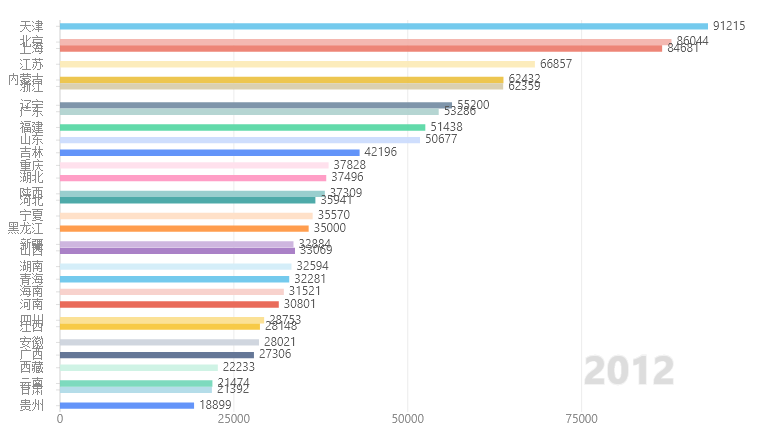 天津 91215
北京 86044
上海 84681
江苏 66857
内蒙古 62432
浙江 62359
辽宁 55200
广东 53286
福建 51438
山东 50677
吉林 42196
重庆 37828
湖北 37496
陕西 37309
河北 35941
宁夏 35570
黑龙江 35000
新疆 32884
山西 33069
湖南 32594
青海 32281
海南 31521
河南 30801
四川 28753
江西 28148
安徽 28021
广西 27306
西藏 22233
云南 21474
甘肃 21392
贵州 18899
2012
0 25000 50000 75000